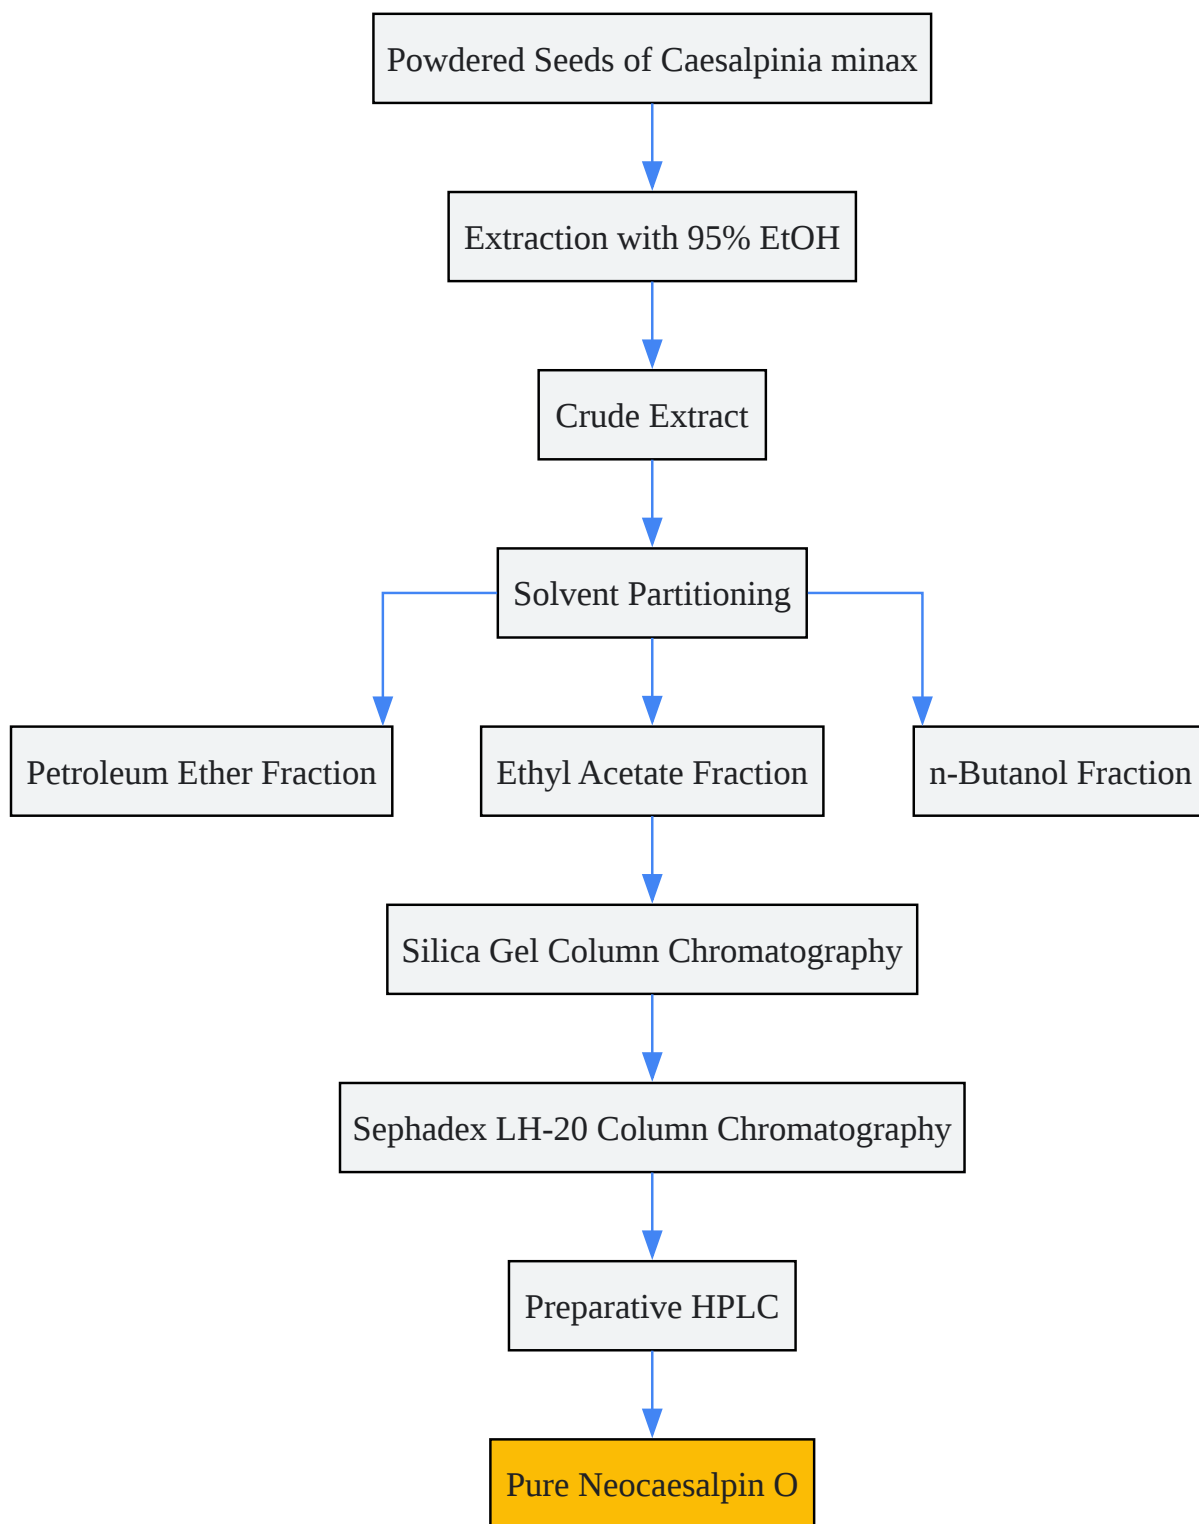 Powdered Seeds of Caesalpinia minax
Extraction with 95% EtOH
Crude Extract
Solvent Partitioning
Petroleum Ether Fraction
Ethyl Acetate Fraction
n-Butanol Fraction
Silica Gel Column Chromatography
Sephadex LH-20 Column Chromatography
Preparative HPLC
Pure Neocaesalpin O